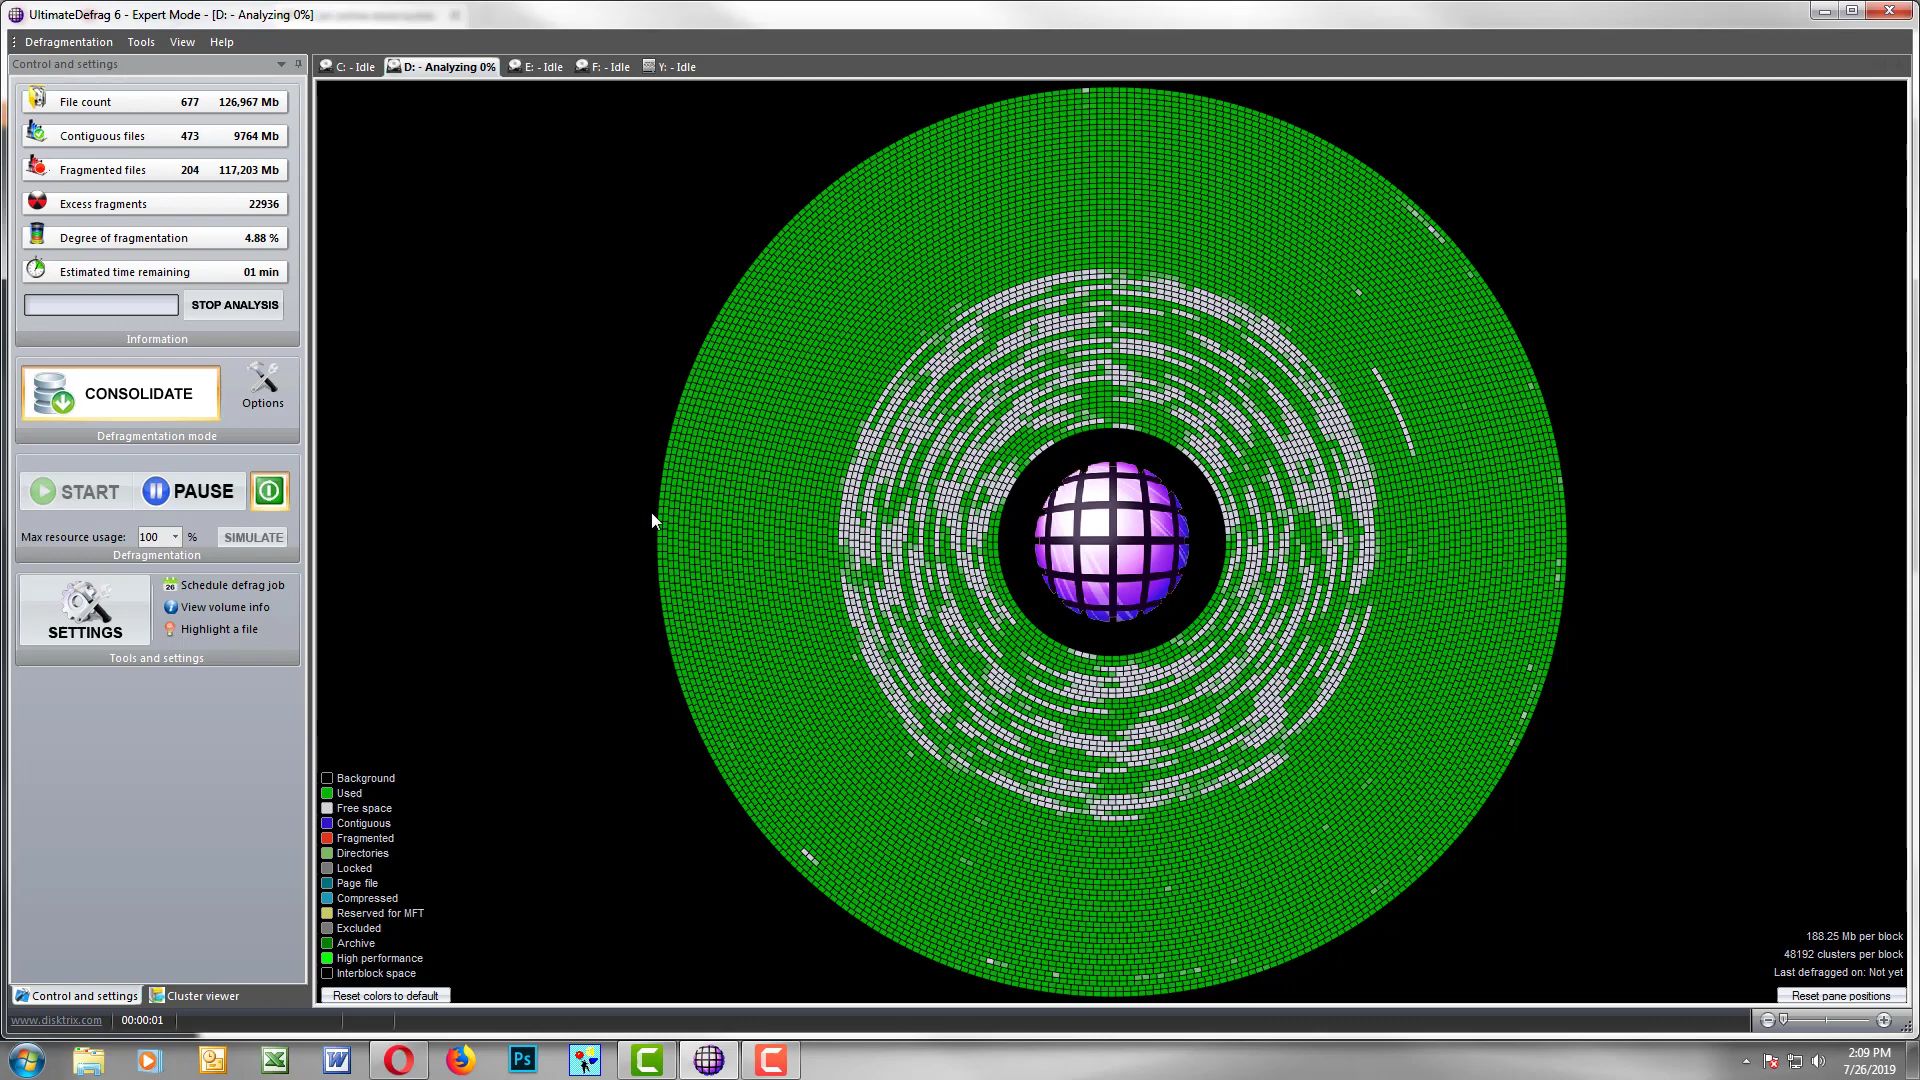 UltimateDefrag 6 - Expert Mode - [D: - Analyzing 0%]
Defragmentation Tools View Help
Control and settings
C: - Idle D: - Analyzing 0% E: - Idle F: - Idle Y: - Idle
File count 677 126,967 Mb
Contiguous files 473 9764 Mb
Fragmented files 204 117,203 Mb
Excess fragments 22936
Degree of fragmentation 4.88 %
Estimated time remaining 01 min
STOP ANALYSIS
Information
CONSOLIDATE
Options
Defragmentation mode
START PAUSE
Max resource usage: 100 % SIMULATE
Defragmentation
SETTINGS
26 Schedule defrag job
View volume info
Highlight a file
Tools and settings
Background
Used
Free space
Contiguous
Fragmented
Directories
Locked
Page file
Compressed
Reserved for MFT
Excluded
Archive
High performance
Interblock space
Reset colors to default
188.25 Mb per block
48192 clusters per block
Last defragged on: Not yet
Reset pane positions
Control and settings Cluster viewer
www.disktrix.com 00:00:01
Ps
2:09 PM
7/26/2019